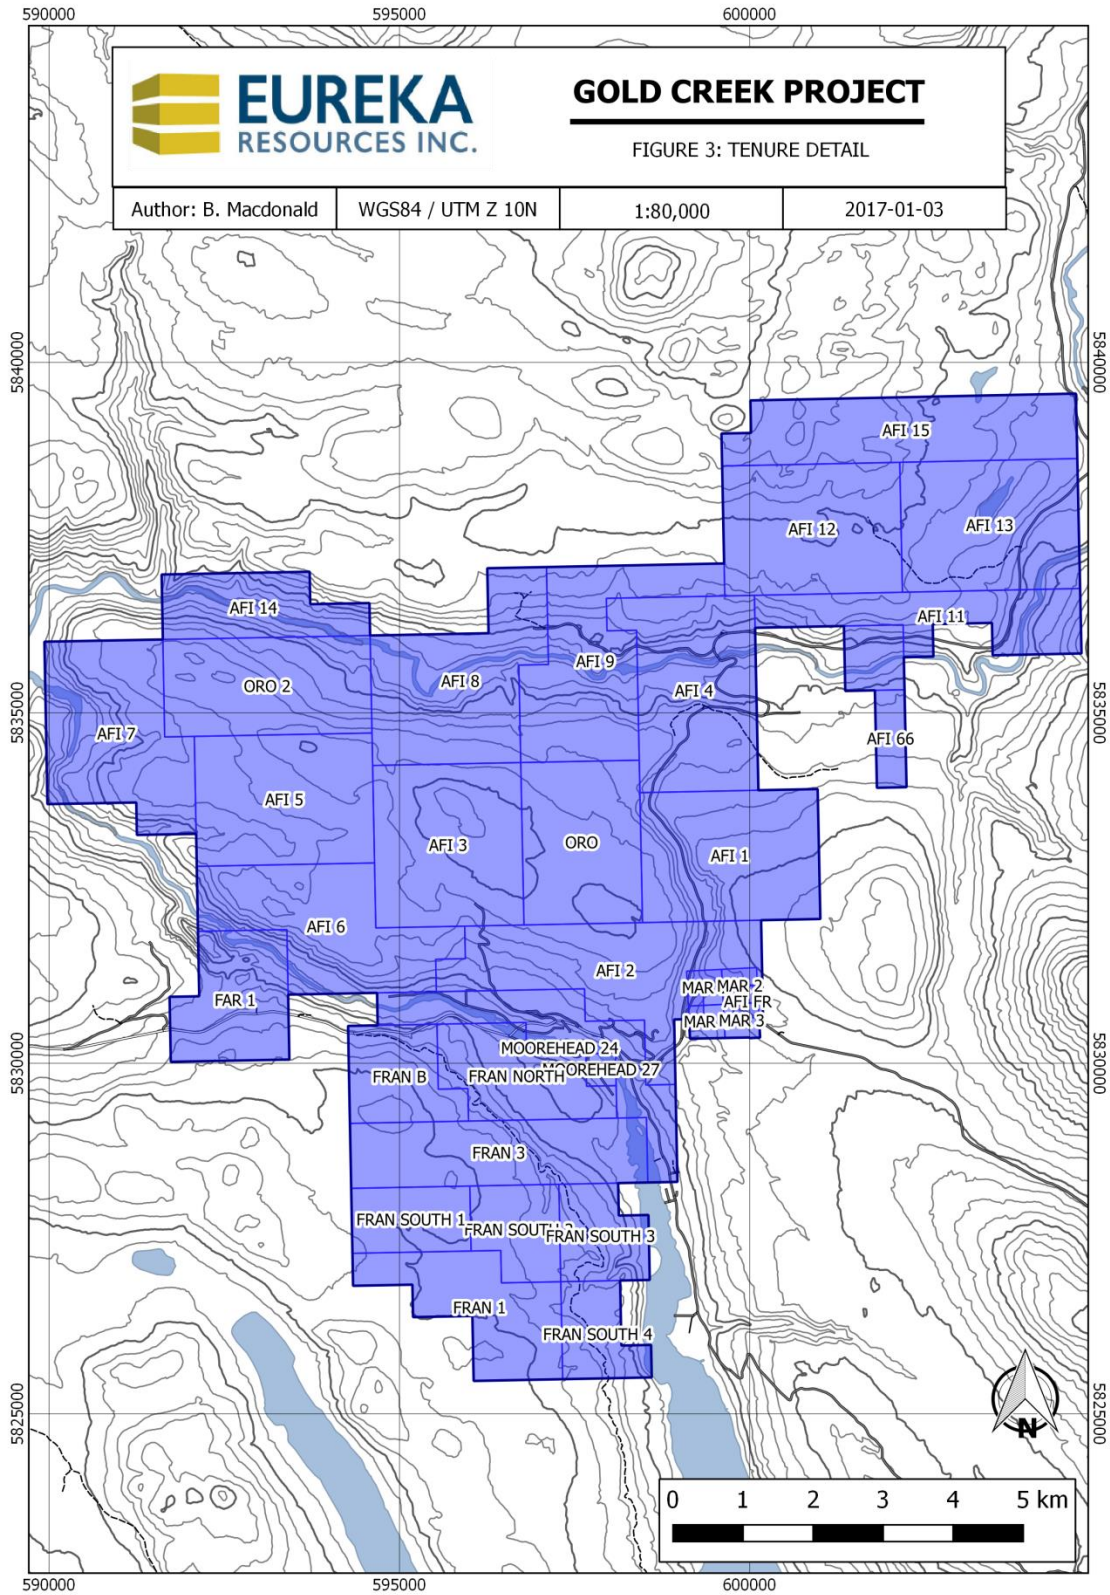 590000 595000 600000
EUREKA
RESOURCES INC.
GOLD CREEK PROJECT
FIGURE 3: TENURE DETAIL
Author: B. Macdonald WGS84 / UTM Z 10N 1:80,000 2017-01-03
5840000 5840000
AFI 15
AFI 12 AFI 13
AFI 14
AFI 11
AFI 9
AFI 8
ORO 2 AFI 4
5835000 5835000
AFI 7 AFI 66
AFI 5
AFI 3 ORO
AFI 1
AFI 6
AFI 2
MAR MAR 2
FAR 1 AFI FR
MAR MAR 3
5830000 5830000
MOOREHEAD 24
MOOREHEAD 27
FRAN B FRAN NORTH
FRAN 3
FRAN SOUTH 1
FRAN SOUTH
FRAN SOUTH 3
FRAN 1
FRAN SOUTH 4
5825000 5825000
N
0 1 2 3 4 5 km
590000 595000 600000